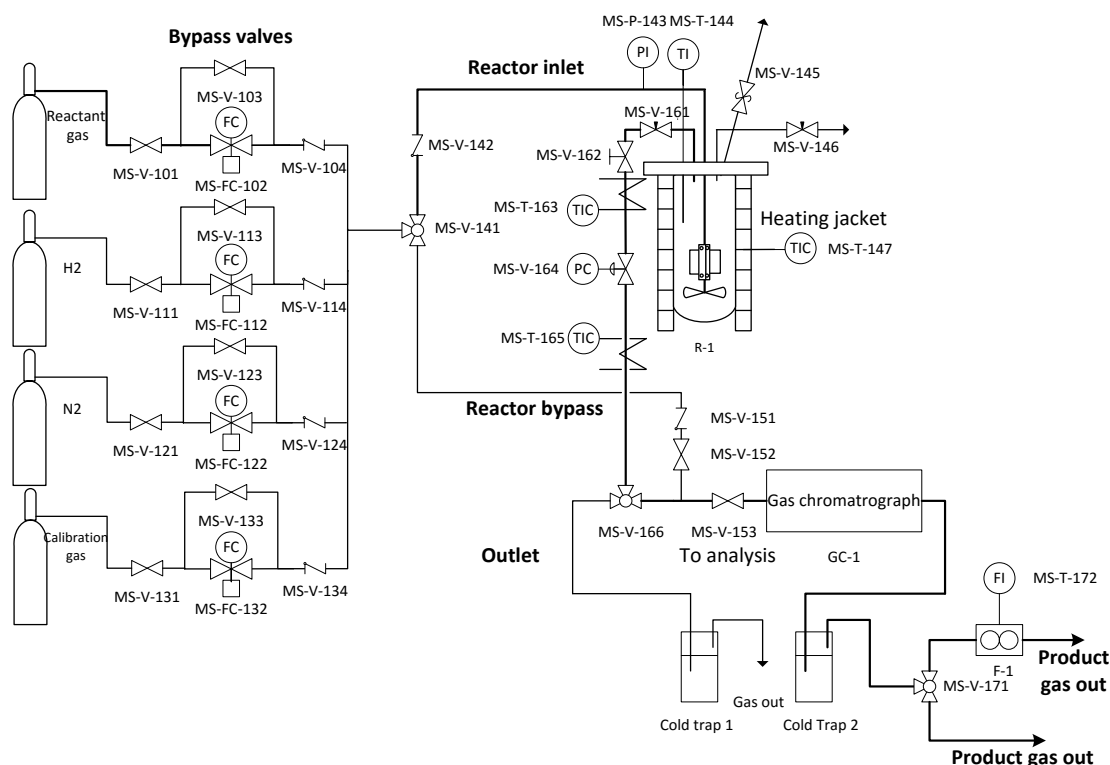 Bypass valves
MS-V-103
FC
Reactant
gas
MS-V-101
MS-V-104
MS-FC-102
MS-V-113
FC
H2
MS-V-111
MS-V-114
MS-FC-112
MS-V-123
FC
N2
MS-V-121
MS-V-124
MS-FC-122
MS-V-133
FC
Calibration
gas
MS-V-131
MS-V-134
MS-FC-132
MS-P-143
MS-T-144
PI
TI
Reactor inlet
MS-V-145
MS-V-161
MS-V-142
MS-V-162
MS-V-146
MS-T-163
TIC
MS-V-141
Heating jacket
TIC
MS-T-147
MS-V-164
PC
MS-T-165
TIC
R-1
Reactor bypass
MS-V-151
MS-V-152
Gas chromatrograph
MS-V-166
MS-V-153
Outlet
To analysis
GC-1
FI
MS-T-172
F-1
Product
gas out
MS-V-171
Gas out
Cold trap 1
Cold Trap 2
Product gas out